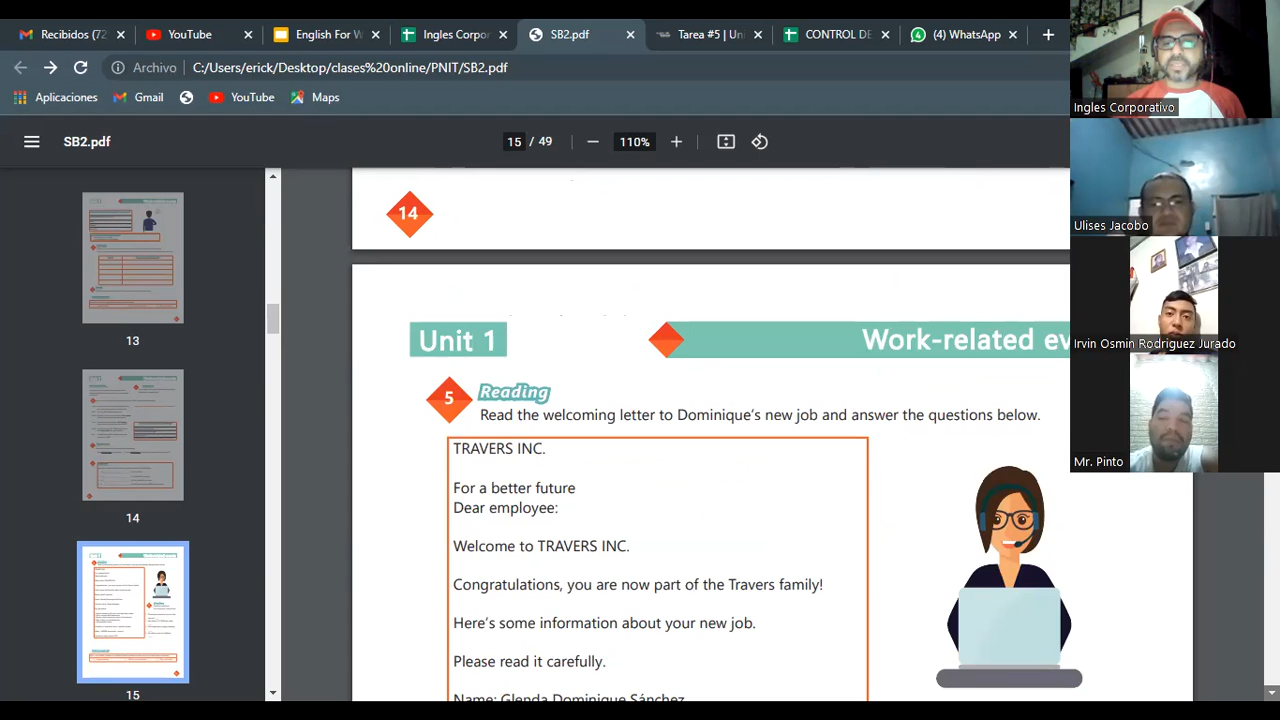 Recibidos (72
YouTube
English For W
Ingles Corpor
SB2.pdf
Tarea #5 | Uni
CONTROL DE
(4) WhatsApp
Archivo
C:/Users/erick/Desktop/clases%20online/PNIT/SB2.pdf
Aplicaciones
Gmail
YouTube
Maps
SB2.pdf
15 / 49
110%
13
14
15
14
Unit 1
Work-related ev
5
Reading
Read the welcoming letter to Dominique's new job and answer the questions below.
TRAVERS INC.
For a better future
Dear employee:
Welcome to TRAVERS INC.
Congratulations, you are now part of the Travers family!
Here's some information about your new job.
Please read it carefully.
Name: Glenda Dominique Sánchez
Ingles Corporativo
Ulises Jacobo
Irvin Osmin Rodriguez Jurado
Mr. Pinto